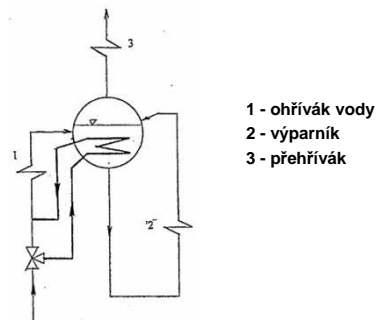 3
1 - ohřívák vody
2 - výparník
3 - přehřívák
1
2